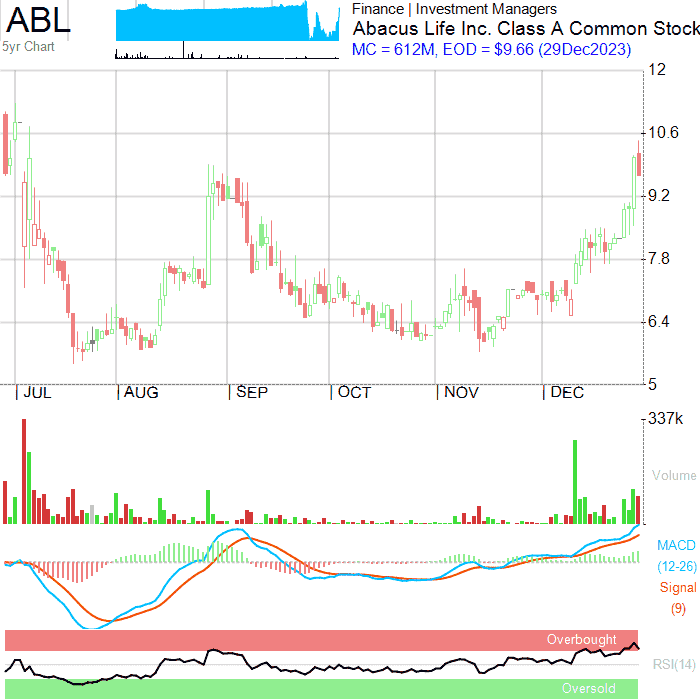 ABL
5yr Chart
Finance | Investment Managers
Abacus Life Inc. Class A Common Stock
MC = 612M, EOD = $9.66 (29Dec2023)
12
10.6
9.2
7.8
6.4
5
JUL AUG SEP OCT NOV DEC
337k
Volume
MACD
(12-26)
Signal
(9)
Overbought
RSI(14)
Oversold